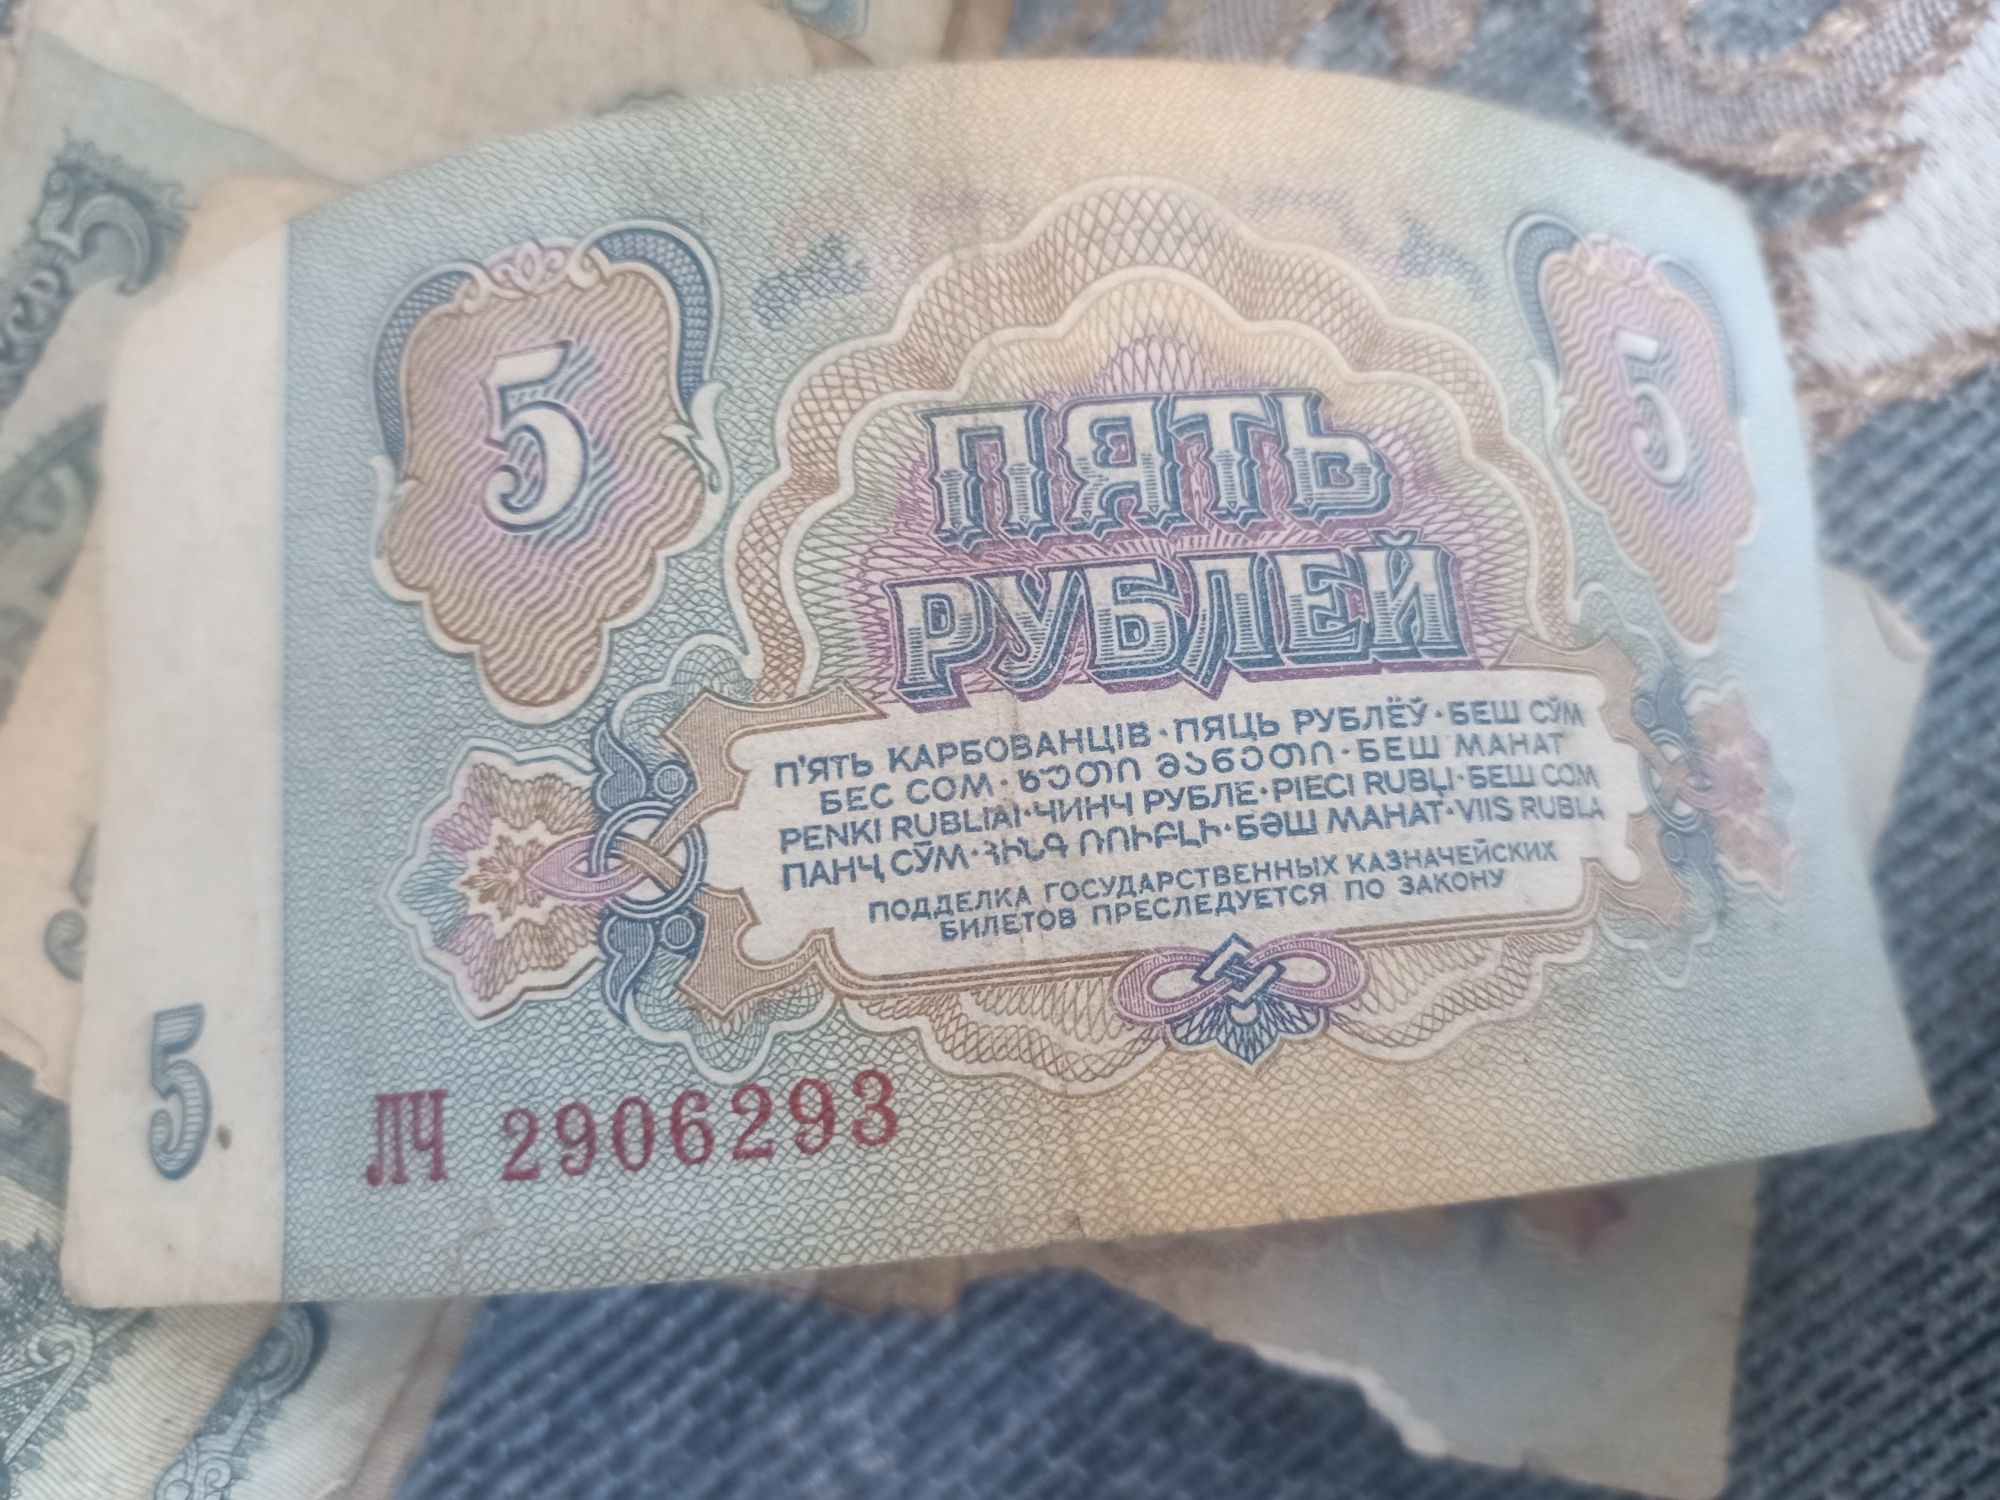 5
5
ПЯТЬ
РУБЛЕЙ
П'ЯТЬ КАРБОВАНЦІВ·ПЯЦЬ РУБЛЁЎ·БЕШ СЎМ
БЕС СОМ·ᲮᲣᲗᲘ ᲛᲐᲜᲔᲗᲘ·БЕШ МАНАТ
PENKI RUBLIAI·ЧИНЧ РУБЛЕ·PIECI RUBĻI·БЕШ СОМ
ПАНҶ СӮМ·ՀԻՆԳ ՌՈՒԲԼԻ·БӘШ МАНАТ·VIIS RUBLA
ПОДДЕЛКА ГОСУДАРСТВЕННЫХ КАЗНАЧЕЙСКИХ
БИЛЕТОВ ПРЕСЛЕДУЕТСЯ ПО ЗАКОНУ
5
ЛЧ 2906293
5